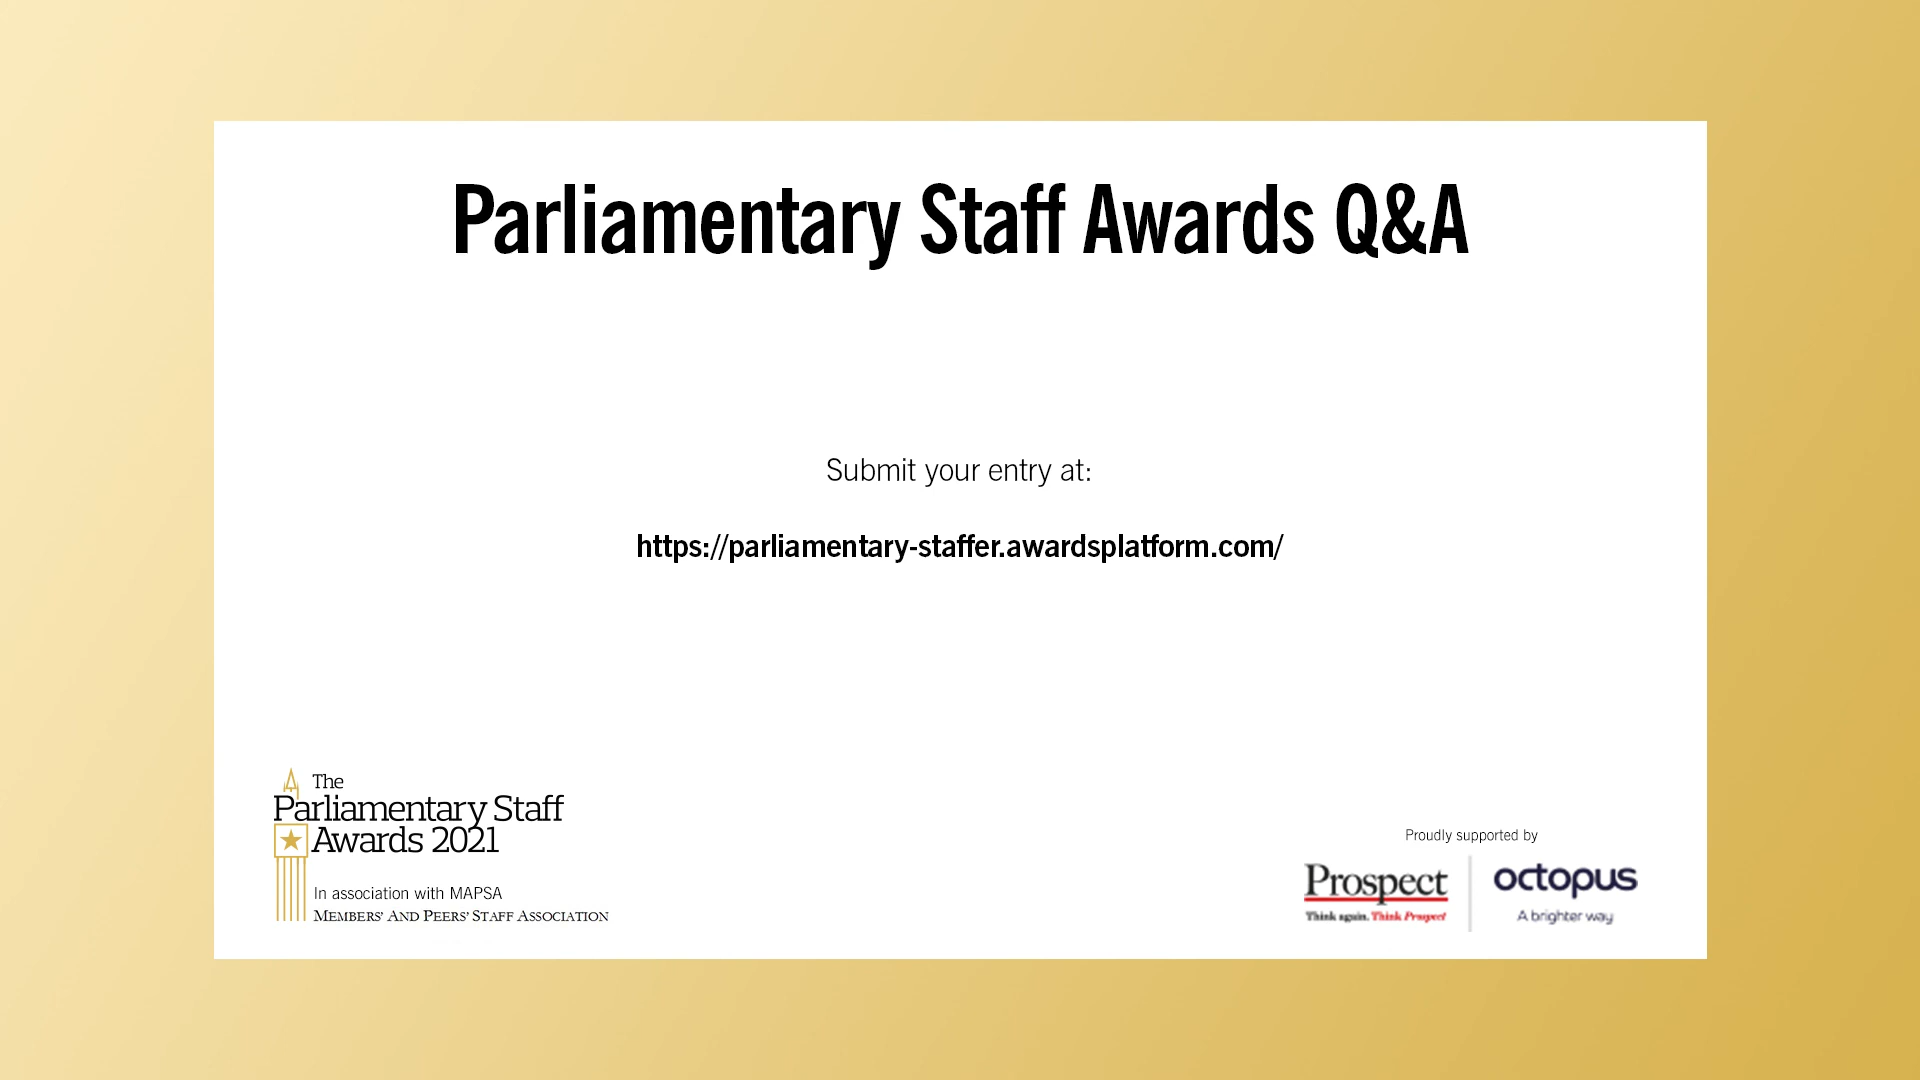 Parliamentary Staff Awards Q&A
Submit your entry at:
https://parliamentary-staffer.awardsplatform.com/
The
Parliamentary Staff
Awards 2021
In association with MAPSA
Members' And Peers' Staff Association
Proudly supported by
Prospect
Think again. Think Prospect
octopus
A brighter way